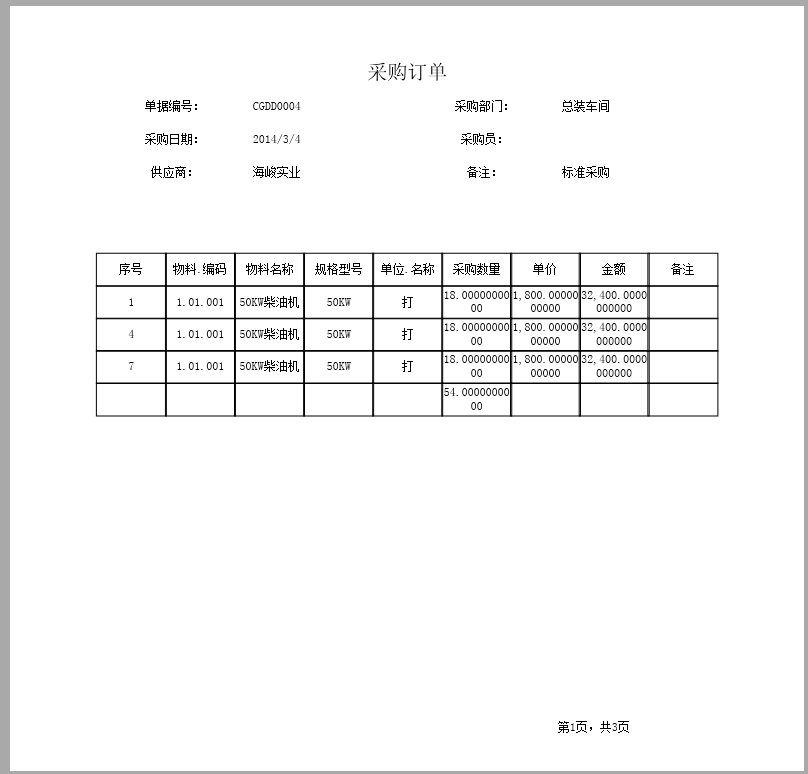 采购订单
单据编号: CGDD0004 采购部门: 总装车间
采购日期: 2014/3/4 采购员:
供应商: 海峻实业 备注: 标准采购
序号 物料.编码 物料名称 规格型号 单位.名称 采购数量 单价 金额 备注
1 1.01.001 50KW柴油机 50KW 打 18.0000000000 1,800.0000000000 32,400.0000000000
4 1.01.001 50KW柴油机 50KW 打 18.0000000000 1,800.0000000000 32,400.0000000000
7 1.01.001 50KW柴油机 50KW 打 18.0000000000 1,800.0000000000 32,400.0000000000
54.0000000000
第1页，共3页